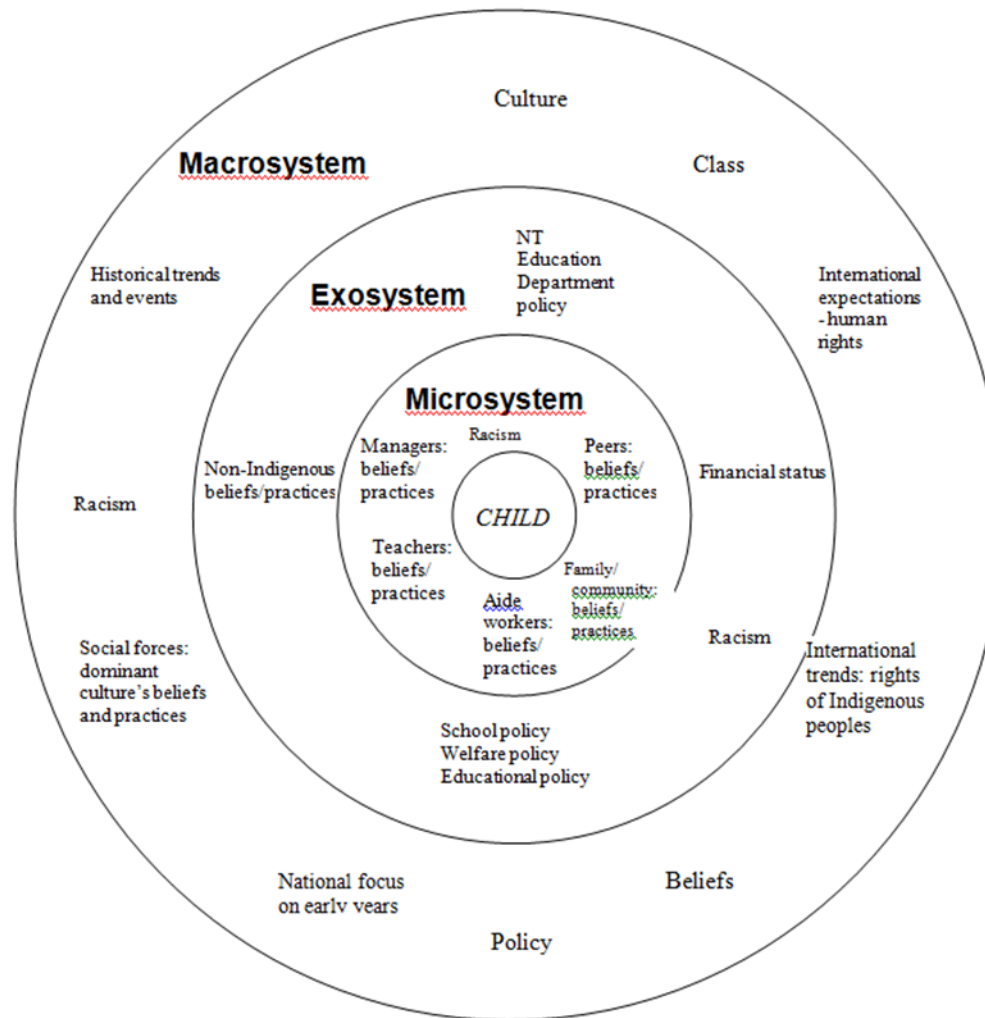 Culture
Macrosystem
Class
Historical trends
and events
International
expectations
-human
rights
NT
Education
Department
policy
Exosystem
Microsystem
Racism
Managers:
beliefs/
practices
Peers:
beliefs/
practices
Non-Indigenous
beliefs/practices
Financial status
Racism
CHILD
Teachers:
beliefs/
practices
Family/
community:
beliefs/
practices
Aide
workers:
beliefs/
practices
Racism
Social forces:
dominant
culture’s beliefs
and practices
International
trends: rights
of Indigenous
peoples
School policy
Welfare policy
Educational policy
National focus
on early years
Beliefs
Policy